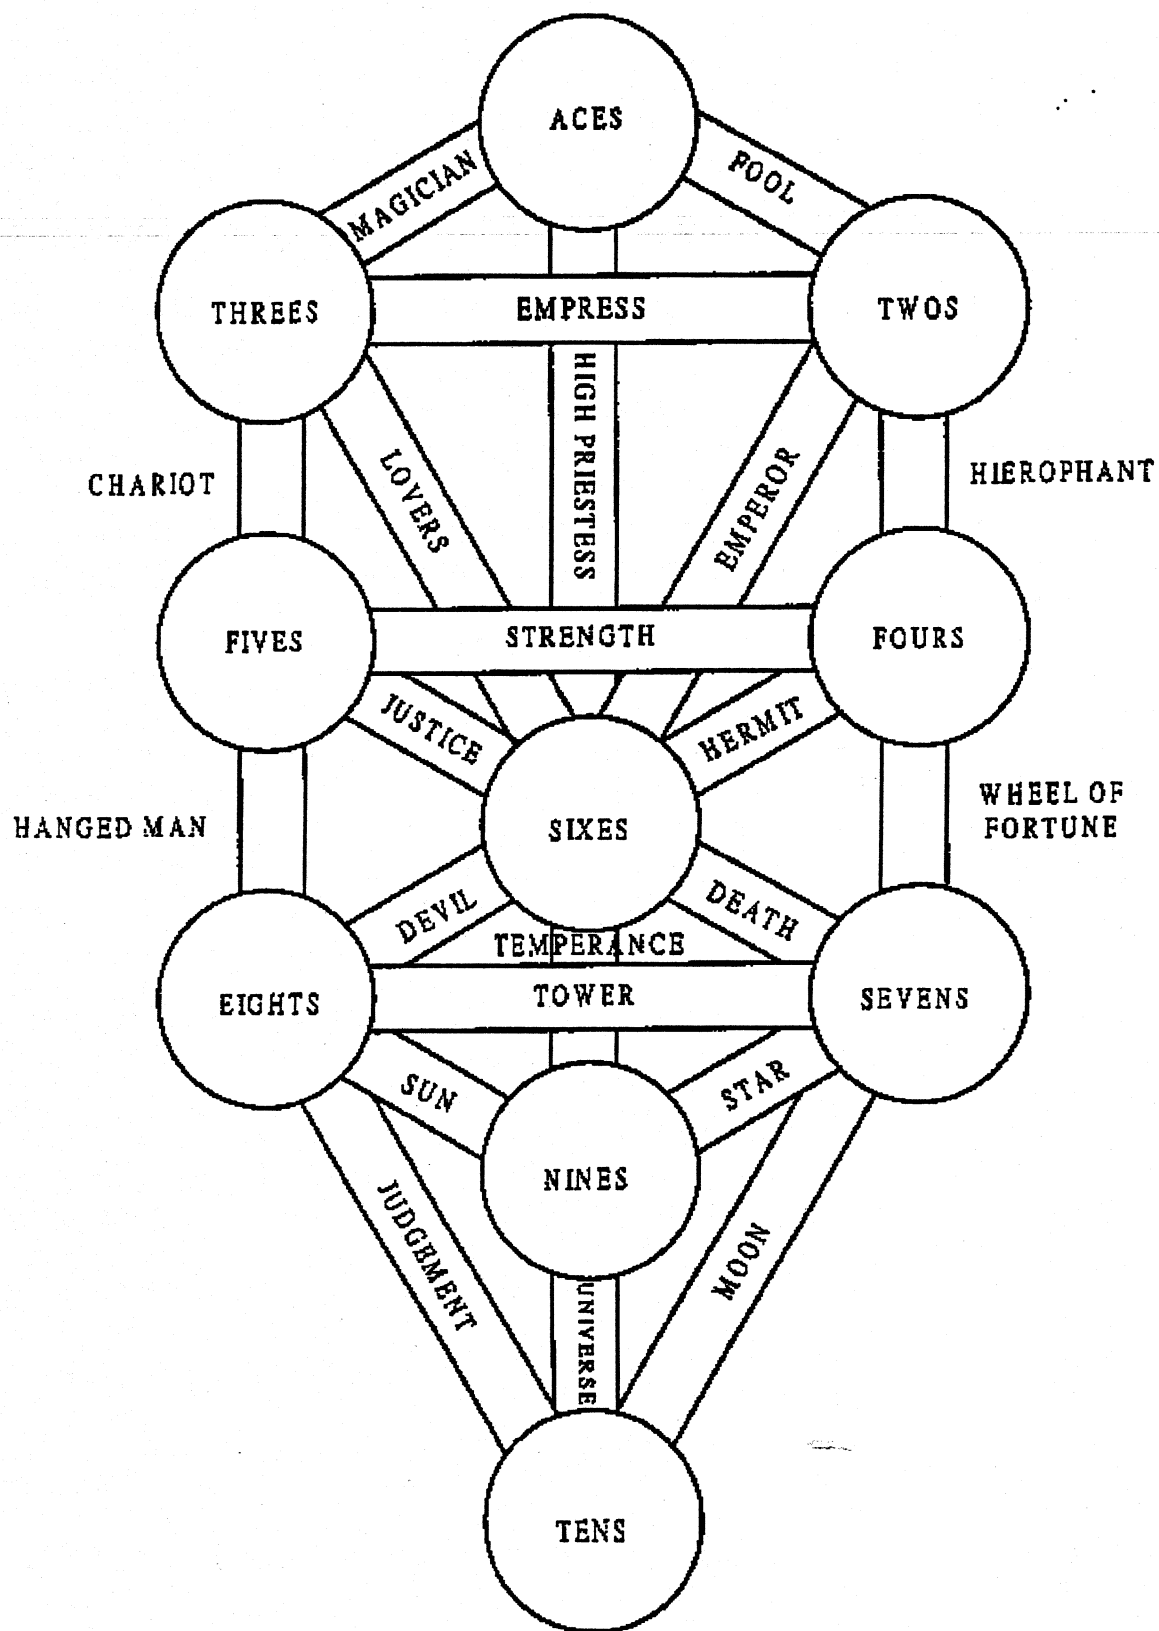 ACES
MAGICIAN
FOOL
THREES
EMPRESS
TWOS
HIGH PRIESTESS
LOVERS
EMPEROR
CHARIOT
HIEROPHANT
FIVES
STRENGTH
FOURS
JUSTICE
HERMIT
HANGED MAN
SIXES
WHEEL OF
FORTUNE
DEVIL
DEATH
TEMPERANCE
EIGHTS
TOWER
SEVENS
SUN
STAR
NINES
JUDGEMENT
MOON
UNIVERSE
TENS